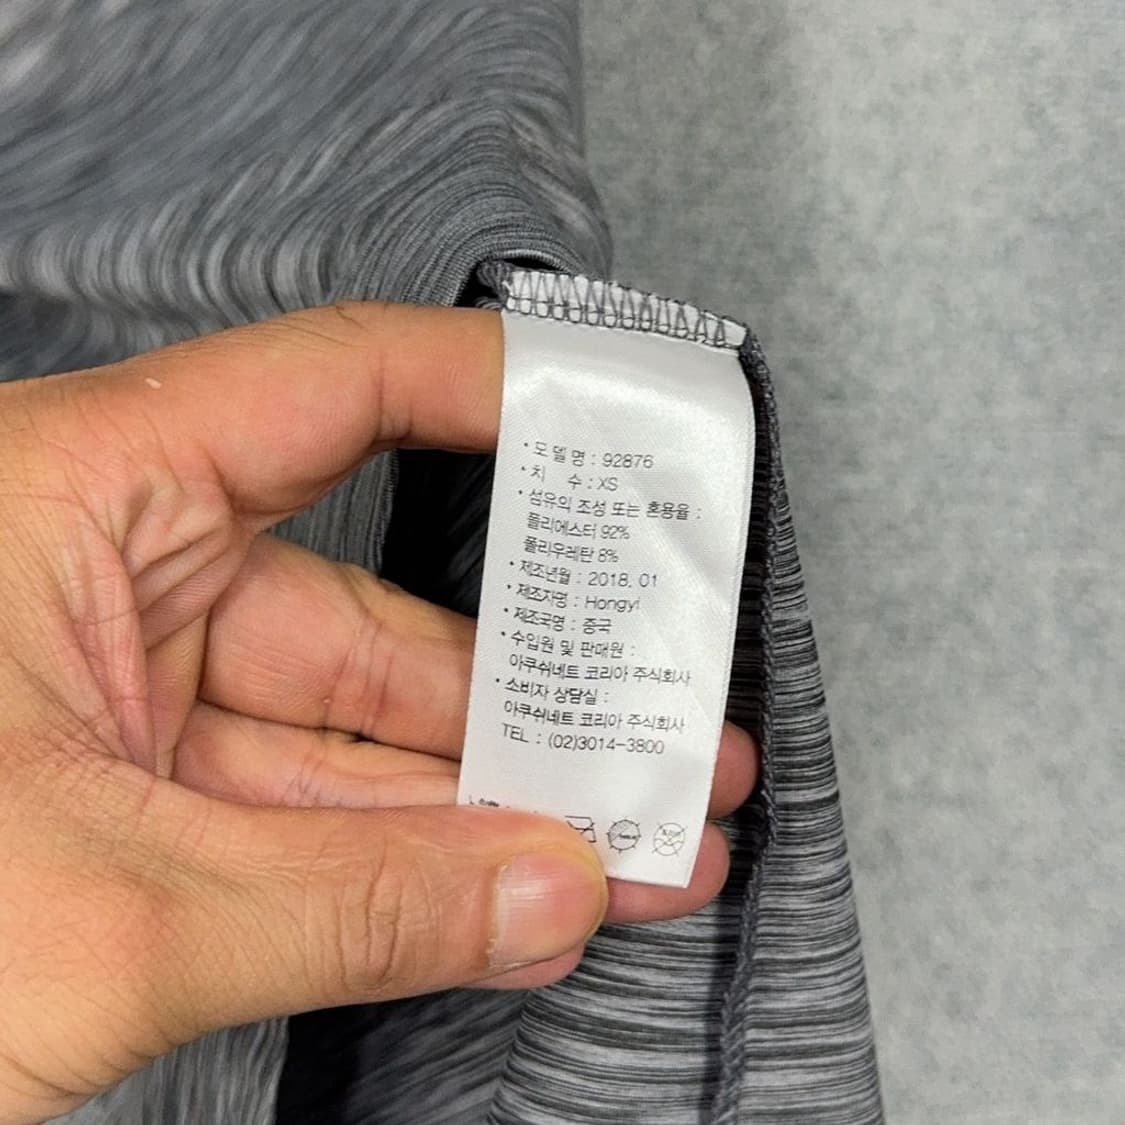 • 모 델 명 : 92876
• 치 수 : XS
• 섬유의 조성 또는 혼용율 :
폴리에스터 92%
폴리우레탄 8%
• 제조년월 : 2018. 01
• 제조자명 : Hongyi
• 제조국명 : 중국
• 수입원 및 판매원 :
아쿠쉬네트 코리아 주식회사
• 소비자 상담실 :
아쿠쉬네트 코리아 주식회사
TEL : (02)3014-3800